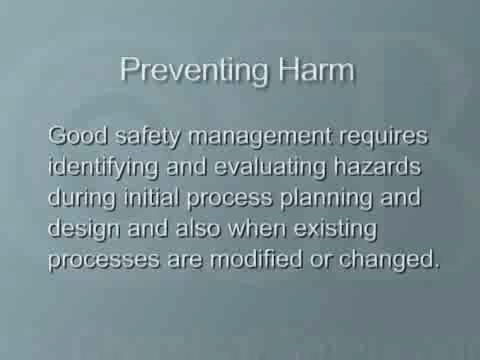 Preventing Harm
Good safety management requires
identifying and evaluating hazards
during initial process planning and
design and also when existing
processes are modified or changed.